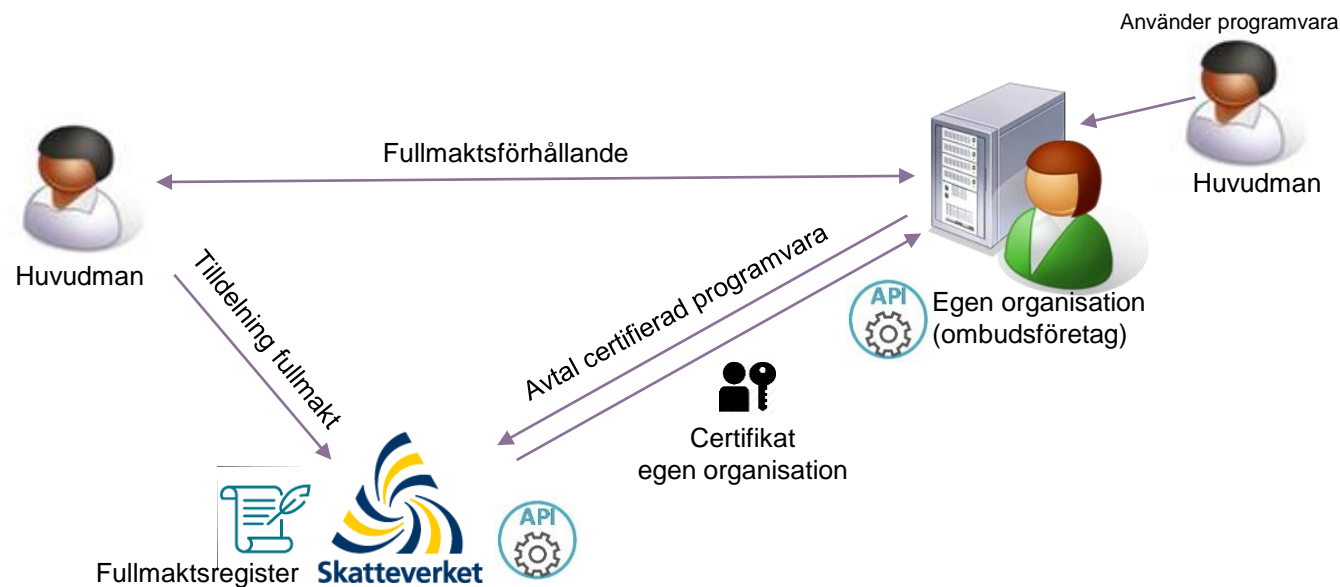 Använder programvara
Fullmaktsförhållande
Huvudman
Huvudman
Tilldelning fullmakt
Avtal certifierad programvara
API
Egen organisation
(ombudsföretag)
Certifikat
egen organisation
API
Fullmaktsregister
Skatteverket